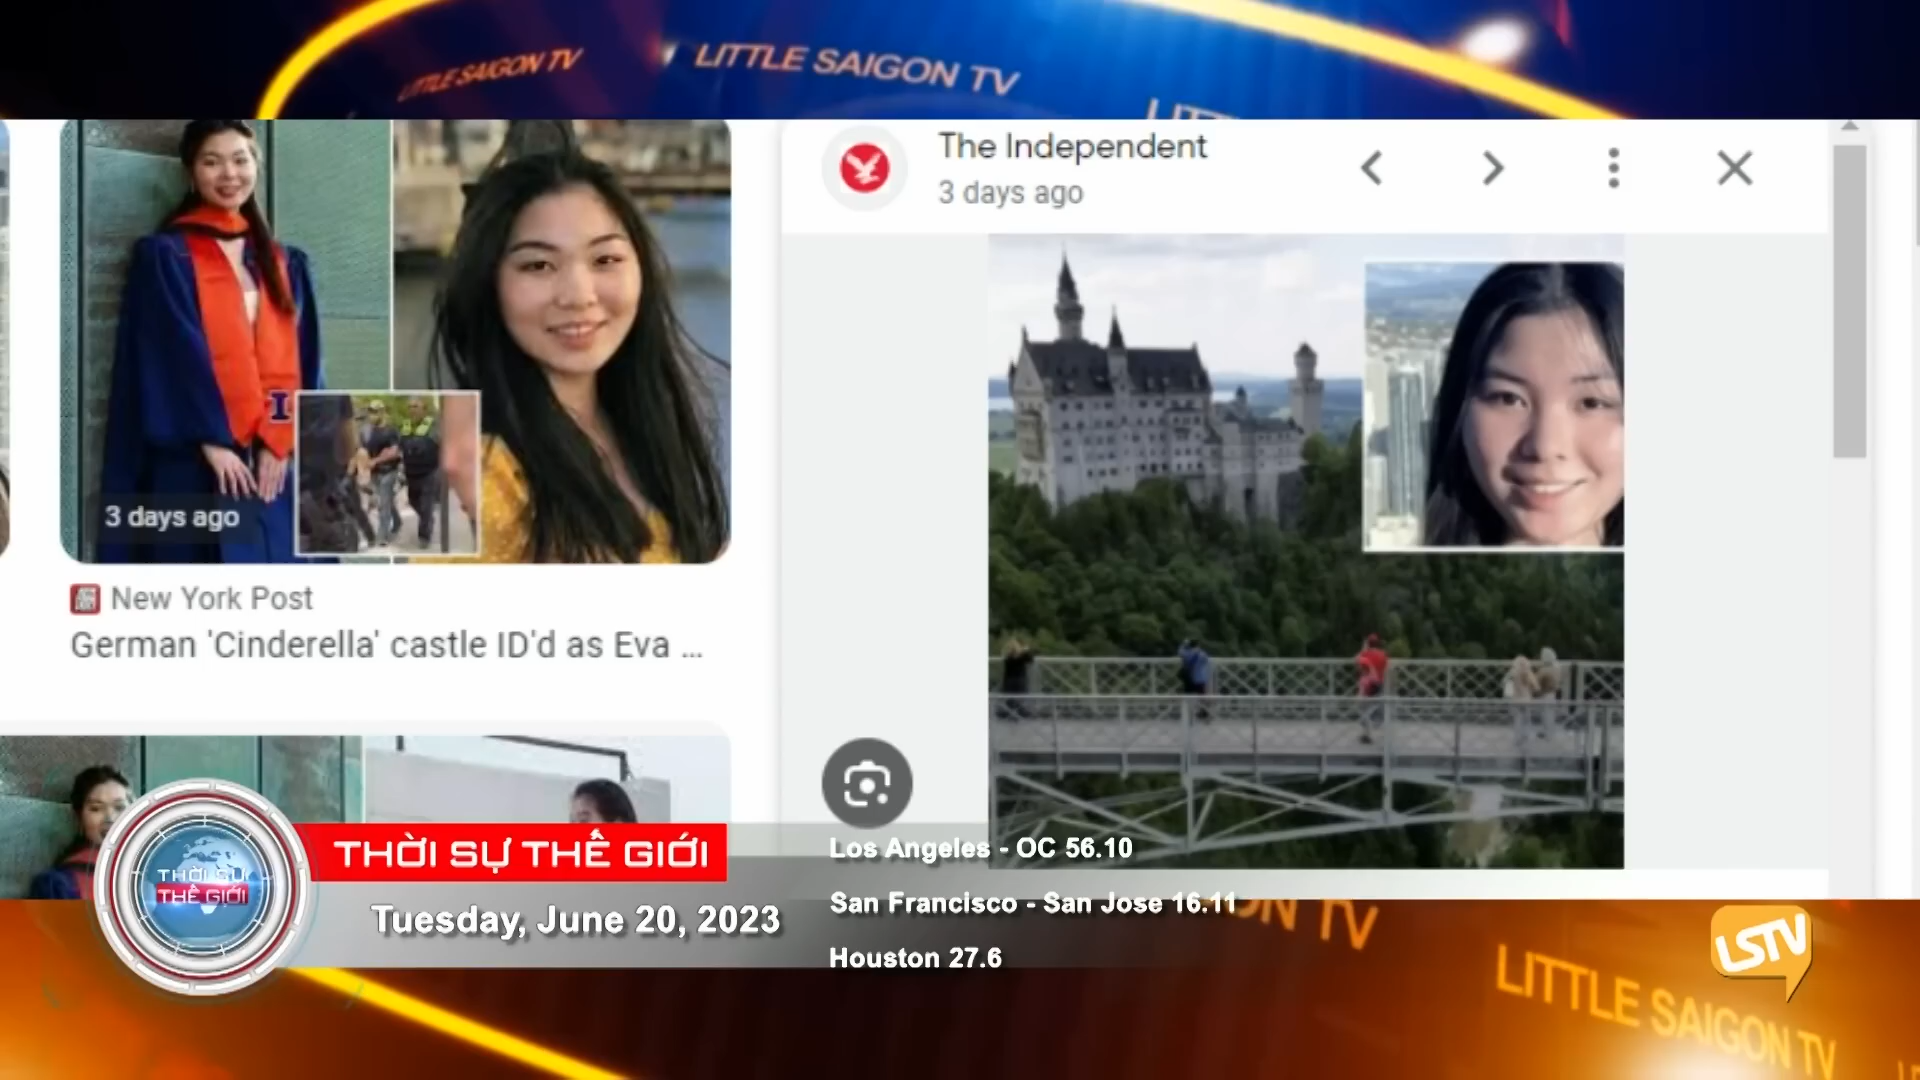 LITTLE SAIGON TV
LITTLE SAIGON TV
The Independent
3 days ago
I
3 days ago
New York Post
German 'Cinderella' castle ID'd as Eva ...
THỜI SỰ THẾ GIỚI
THỜI SỰ
THẾ GIỚI
Tuesday, June 20, 2023
Los Angeles - OC 56.10
San Francisco - San Jose 16.11
Houston 27.6
LSTV
LITTLE SAIGON TV